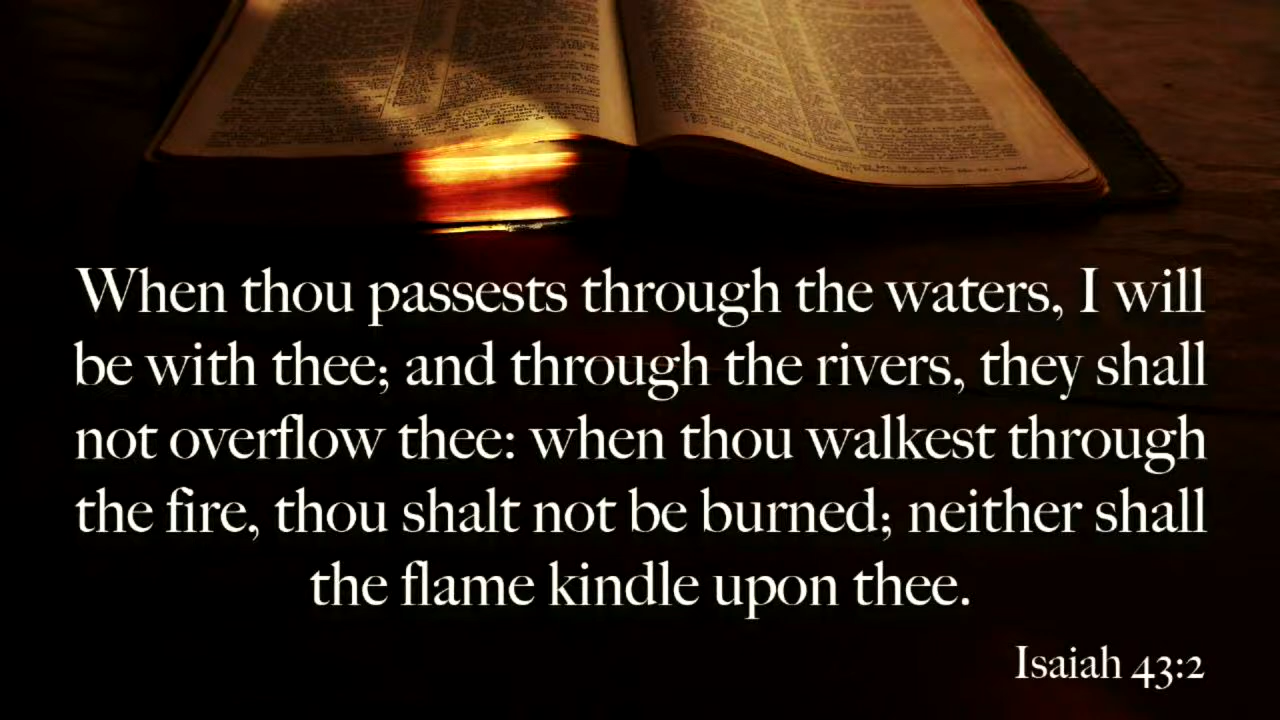 When thou passests through the waters, I will
be with thee; and through the rivers, they shall
not overflow thee: when thou walkest through
the fire, thou shalt not be burned; neither shall
the flame kindle upon thee.
Isaiah 43:2